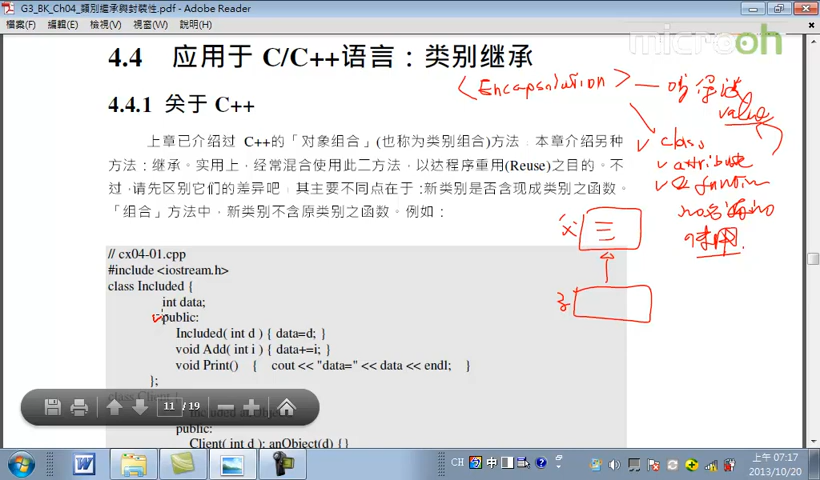 G3_BK_Ch04_類別繼承與封裝性.pdf - Adobe Reader
檔案(F) 編輯(E) 檢視(V) 視窗(W) 說明(H)
microoh
4.4 应用于 C/C++语言：类别继承
<Encapsulation>
value
4.4.1 关于 C++
class
attribute
上章已介绍过 C++的「对象组合」(也称为类别组合)方法，本章介绍另种
方法：继承。实用上，经常混合使用此二方法，以达程序重用(Reuse)之目的。不
过，请先区别它们的差异吧，其主要不同点在于：新类别是否含现成类别之函数。
「组合」方法中，新类别不含原类别之函数。例如：
父
三
子
// cx04-01.cpp
#include <iostream.h>
class Included {
int data;
public:
Included( int d ) { data=d; }
void Add( int i ) { data+=i; }
void Print() { cout << "data=" << data << endl; }
};
11 / 19
public:
Client( int d ): anObject(d) {}
CH 中
上午 07:17
2013/10/20